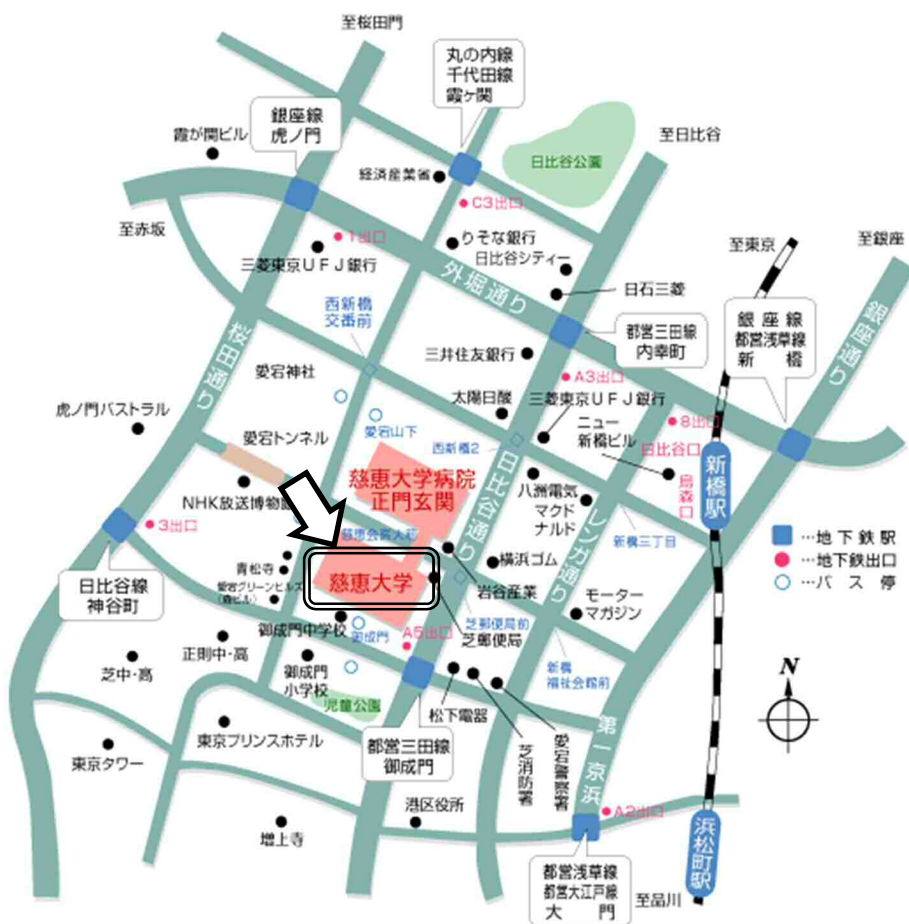 至桜田門
丸の内線
千代田線
霞ヶ関
銀座線
虎ノ門
霞が関ビル
至日比谷
日比谷公園
経済産業省
C3出口
至赤坂
1出口
りそな銀行
至東京
至銀座
三菱東京UFJ銀行
日比谷シティー
外堀通り
日石三菱
西新橋
交番前
銀座通り
桜田通り
都営三田線
内幸町
銀座線
都営浅草線
新橋
三井住友銀行
愛宕神社
A3出口
太陽日酸
三菱東京UFJ銀行
虎ノ門パストラル
8出口
ニュー
新橋ビル
日比谷口
愛宕山下
愛宕トンネル
西新橋2
日比谷通り
烏森口
新橋駅
慈恵大学病院
正門玄関
八洲電気
NHK放送博物館
マクド
ナルド
レンガ通り
3出口
新橋三丁目
…地下鉄駅
…地下鉄出口
…バス停
横浜ゴム
青松寺
愛宕グリーンヒルズ
(森ビル)
慈恵大学
岩谷産業
日比谷線
神谷町
モーター
マガジン
芝郵便局前
御成門中学校
御成門
A5出口
芝郵便局
正則中・高
芝中・高
御成門
小学校
新橋
福祉会館前
N
児童公園
松下電器
第一京浜
東京プリンスホテル
東京タワー
都営三田線
御成門
芝消防署
愛宕警察署
港区役所
A2出口
増上寺
浜松町駅
都営浅草線
都営大江戸線
大門
至品川